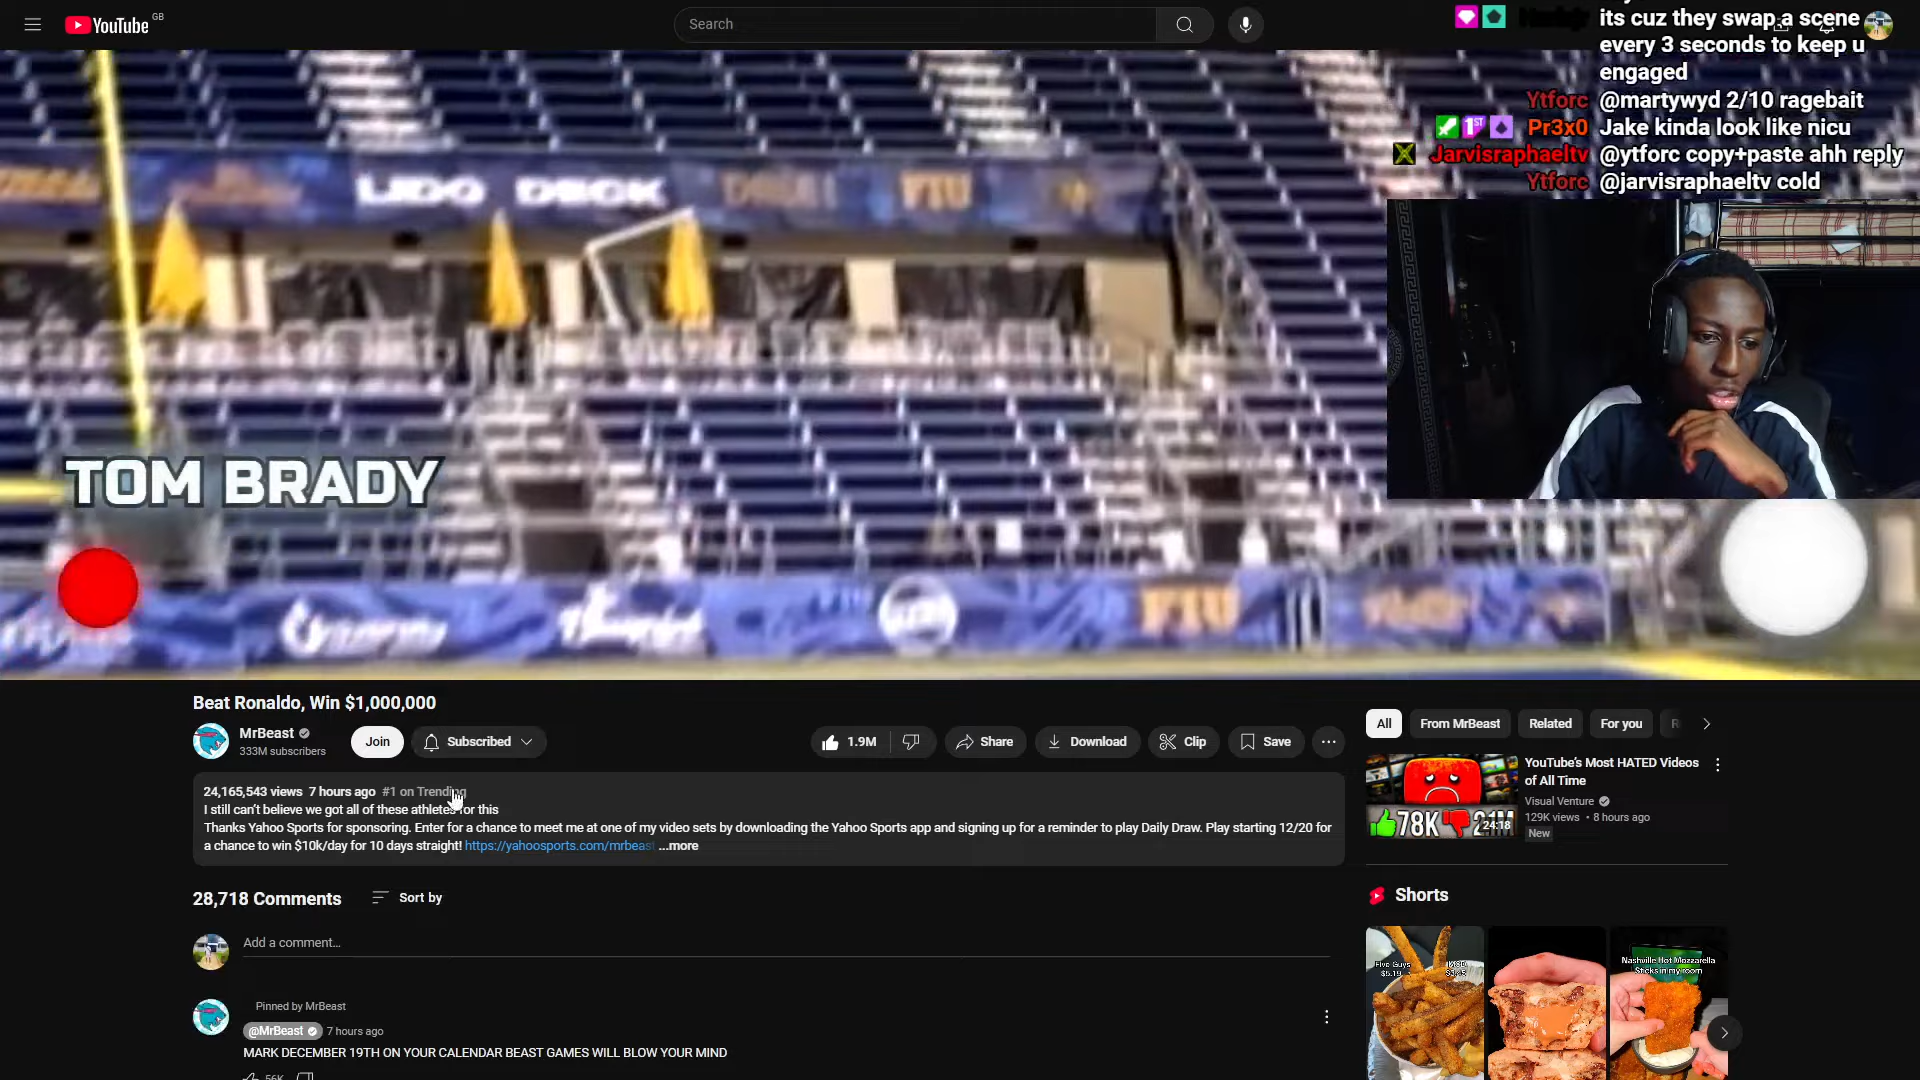 YouTube GB
Search
its cuz they swap a scene
every 3 seconds to keep u
engaged
Ytforc @martywyd 2/10 ragebait
1ST Pr3x0 Jake kinda look like nicu
Jarvisraphaeltv @ytforc copy+paste ahh reply
Ytforc @jarvisraphaeltv cold
LIDO DECK FIU
TOM BRADY
FIU
Beat Ronaldo, Win $1,000,000
MrBeast
333M subscribers
Join
Subscribed
1.9M
Share
Download
Clip
Save
24,165,543 views 7 hours ago #1 on Trending
I still can't believe we got all of these athletes for this
Thanks Yahoo Sports for sponsoring. Enter for a chance to meet me at one of my video sets by downloading the Yahoo Sports app and signing up for a reminder to play Daily Draw. Play starting 12/20 for
a chance to win $10k/day for 10 days straight! https://yahoosports.com/mrbeast ...more
28,718 Comments
Sort by
Add a comment...
Pinned by MrBeast
@MrBeast 7 hours ago
MARK DECEMBER 19TH ON YOUR CALENDAR BEAST GAMES WILL BLOW YOUR MIND
56K
All
From MrBeast
Related
For you
78K 21M
24:18
YouTube's Most HATED Videos
of All Time
Visual Venture
129K views • 8 hours ago
New
Shorts
Five Guys
$5.19
Nashville Hot Mozzarella
Sticks in my room